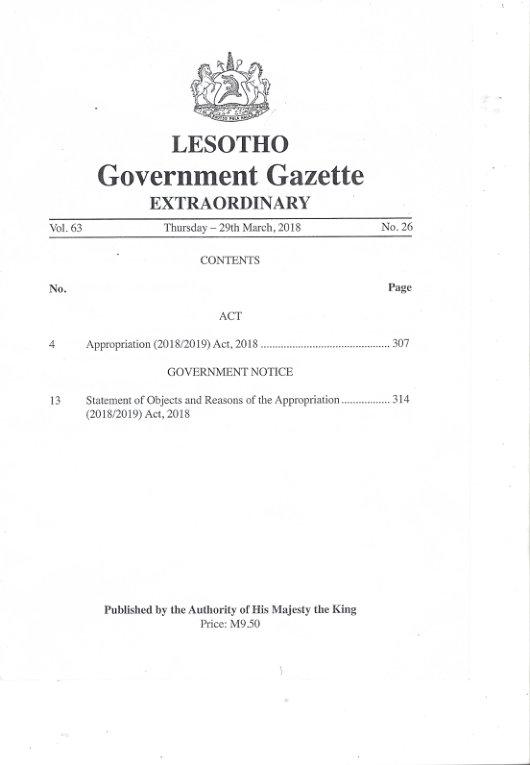 LESOTHO
Government Gazette
EXTRAORDINARY
Vol. 63 Thursday – 29th March, 2018 No. 26
CONTENTS
No. Page
ACT
4 Appropriation (2018/2019) Act, 2018 ............................................ 307
GOVERNMENT NOTICE
13 Statement of Objects and Reasons of the Appropriation ................. 314
(2018/2019) Act, 2018
Published by the Authority of His Majesty the King
Price: M9.50